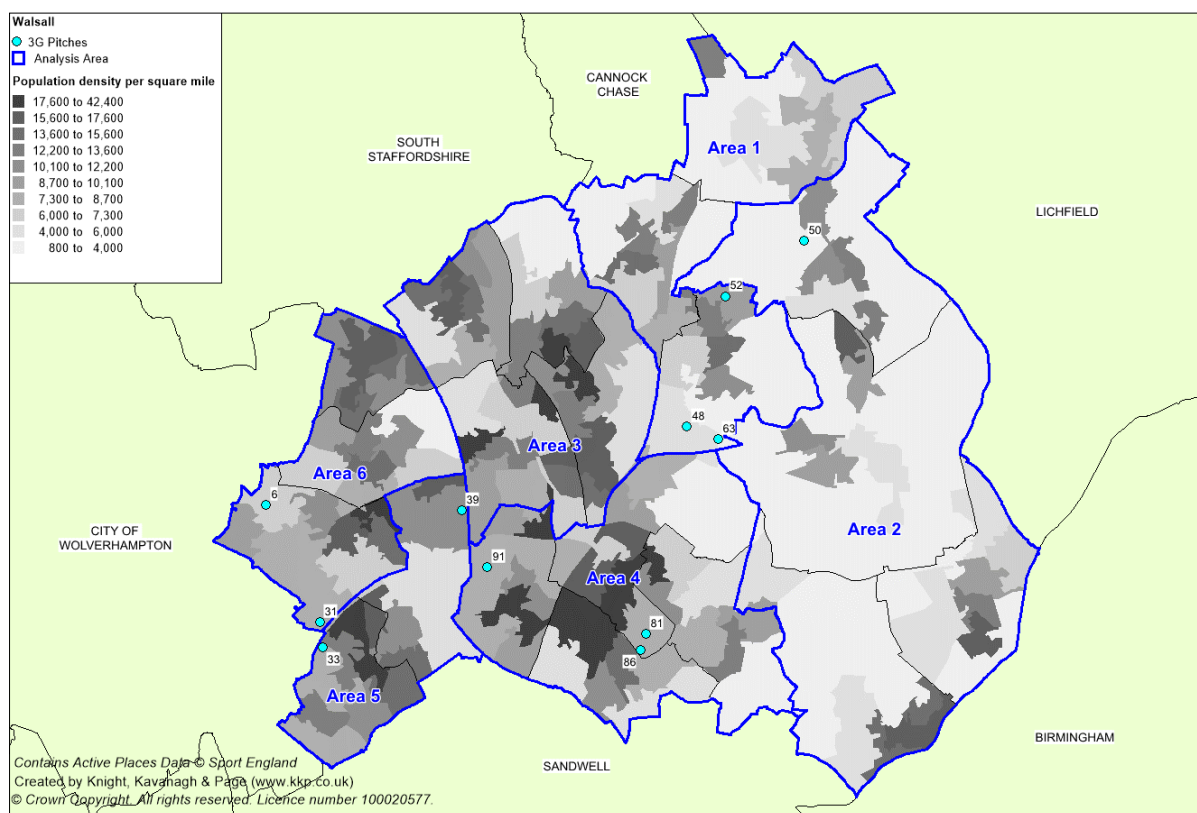 Walsall
3G Pitches
Analysis Area
Population density per square mile
17,600 to 42,400
15,600 to 17,600
13,600 to 15,600
12,200 to 13,600
10,100 to 12,200
8,700 to 10,100
7,300 to 8,700
6,000 to 7,300
4,000 to 6,000
800 to 4,000
CANNOCK
CHASE
SOUTH
STAFFORDSHIRE
Area 1
LICHFIELD
50
52
48
63
Area 3
Area 6
6
39
CITY OF
WOLVERHAMPTON
Area 2
91
Area 4
31
81
33
86
Area 5
BIRMINGHAM
SANDWELL
Contains Active Places Data © Sport England
Created by Knight, Kavanagh & Page (www.kkp.co.uk)
© Crown Copyright. All rights reserved. Licence number 100020577.